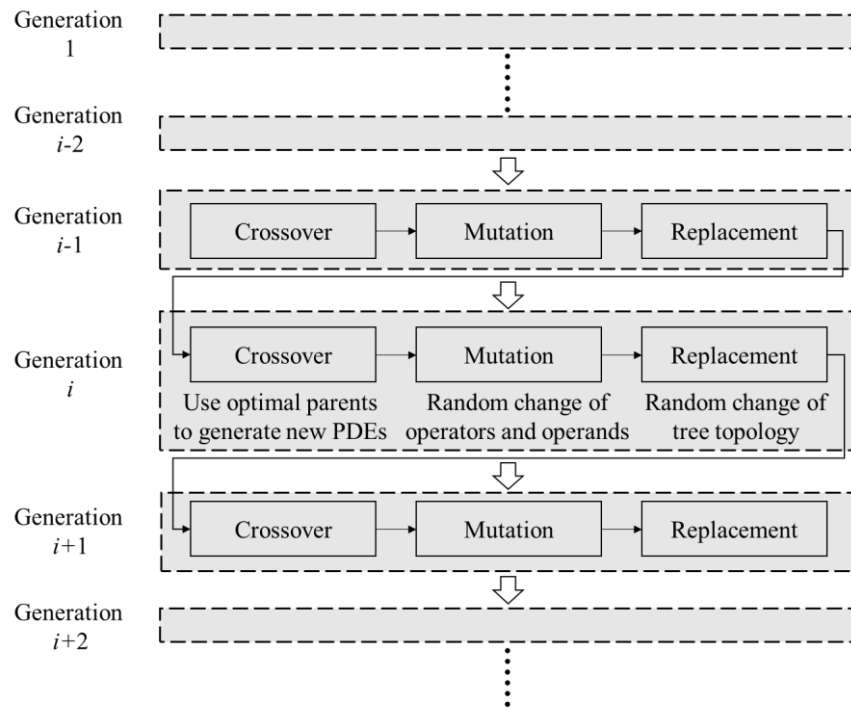 Generation
1
Generation
i-2
Generation
i-1
Crossover
Mutation
Replacement
Generation
i
Crossover
Mutation
Replacement
Use optimal parents
to generate new PDEs
Random change of
operators and operands
Random change of
tree topology
Generation
i+1
Crossover
Mutation
Replacement
Generation
i+2